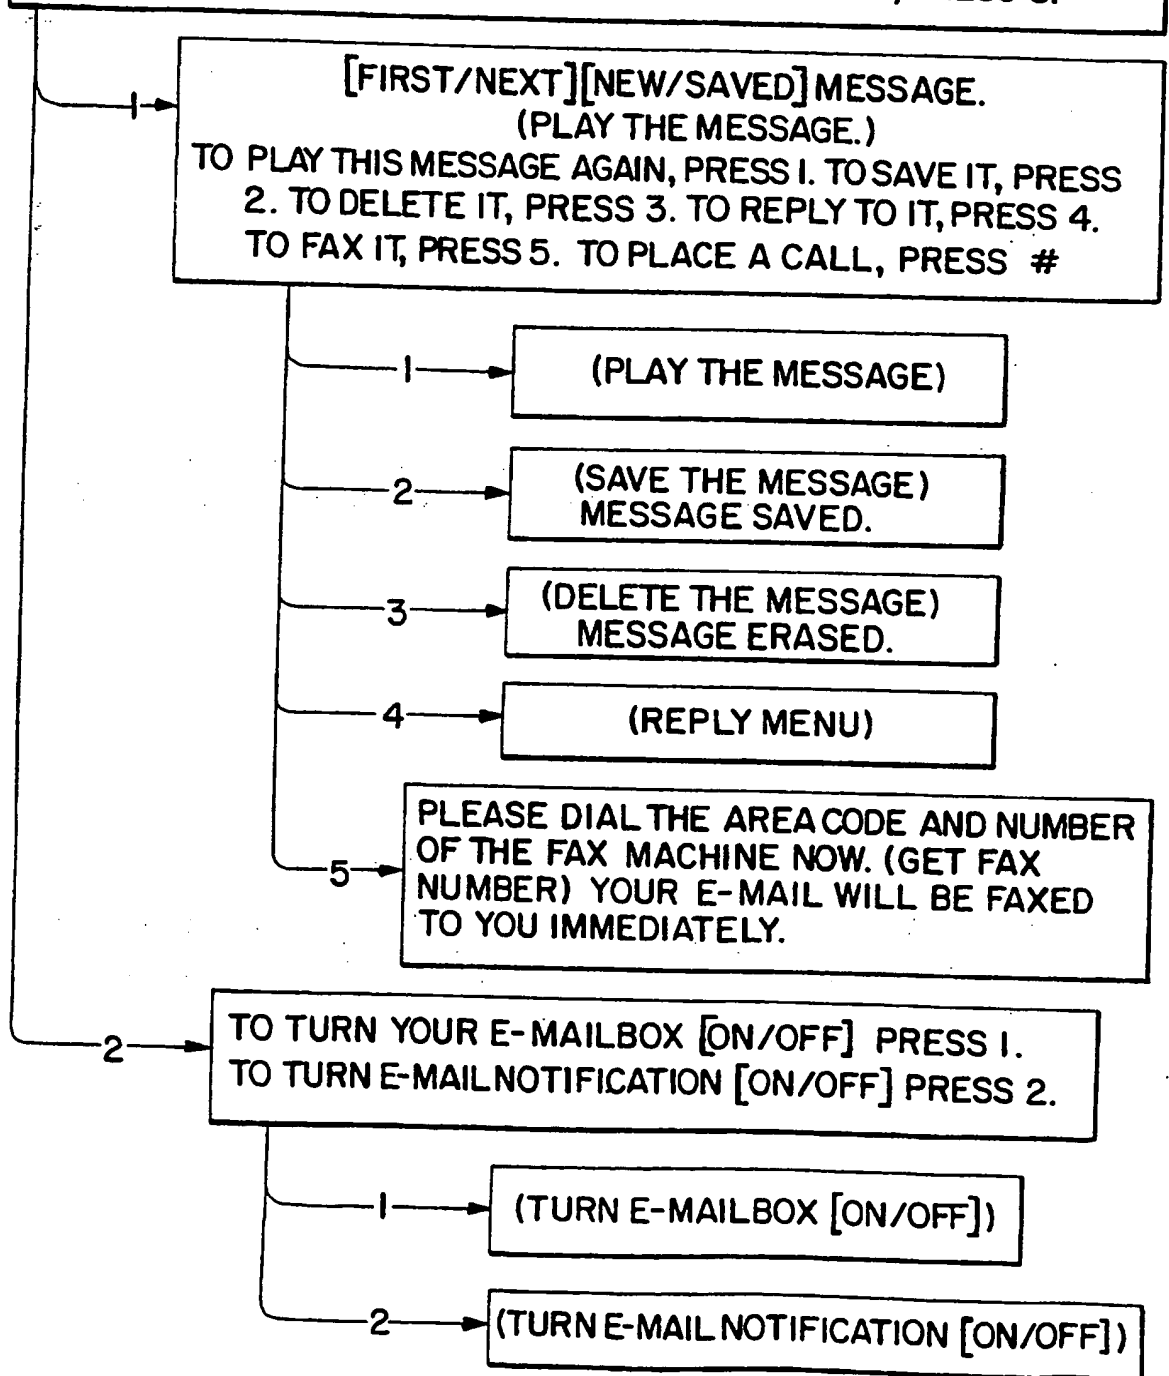 [FIRST/NEXT][NEW/SAVED] MESSAGE.
(PLAY THE MESSAGE.)
TO PLAY THIS MESSAGE AGAIN, PRESS 1. TO SAVE IT, PRESS
2. TO DELETE IT, PRESS 3. TO REPLY TO IT, PRESS 4.
TO FAX IT, PRESS 5. TO PLACE A CALL, PRESS #
1
1
(PLAY THE MESSAGE)
2
(SAVE THE MESSAGE)
MESSAGE SAVED.
3
(DELETE THE MESSAGE)
MESSAGE ERASED.
4
(REPLY MENU)
5
PLEASE DIAL THE AREA CODE AND NUMBER
OF THE FAX MACHINE NOW. (GET FAX
NUMBER) YOUR E-MAIL WILL BE FAXED
TO YOU IMMEDIATELY.
2
TO TURN YOUR E-MAILBOX [ON/OFF] PRESS 1.
TO TURN E-MAIL NOTIFICATION [ON/OFF] PRESS 2.
1
(TURN E-MAILBOX [ON/OFF])
2
(TURN E-MAIL NOTIFICATION [ON/OFF])